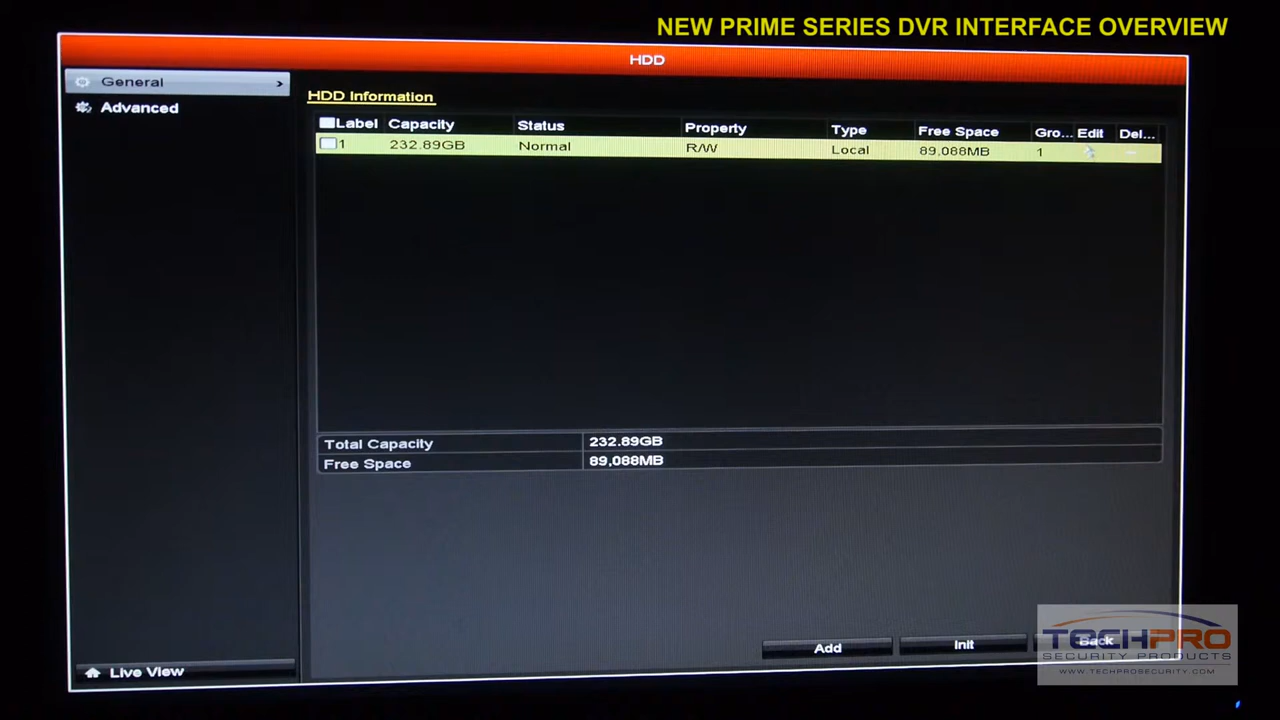 NEW PRIME SERIES DVR INTERFACE OVERVIEW
HDD
General
Advanced
HDD Information
Label Capacity Status Property Type Free Space Gro... Edit Del...
1 232.89GB Normal R/W Local 89,088MB 1
Total Capacity 232.89GB
Free Space 89,088MB
Add Init Back
Live View
TECHPRO
SECURITY PRODUCTS
WWW.TECHPROSECURITY.COM